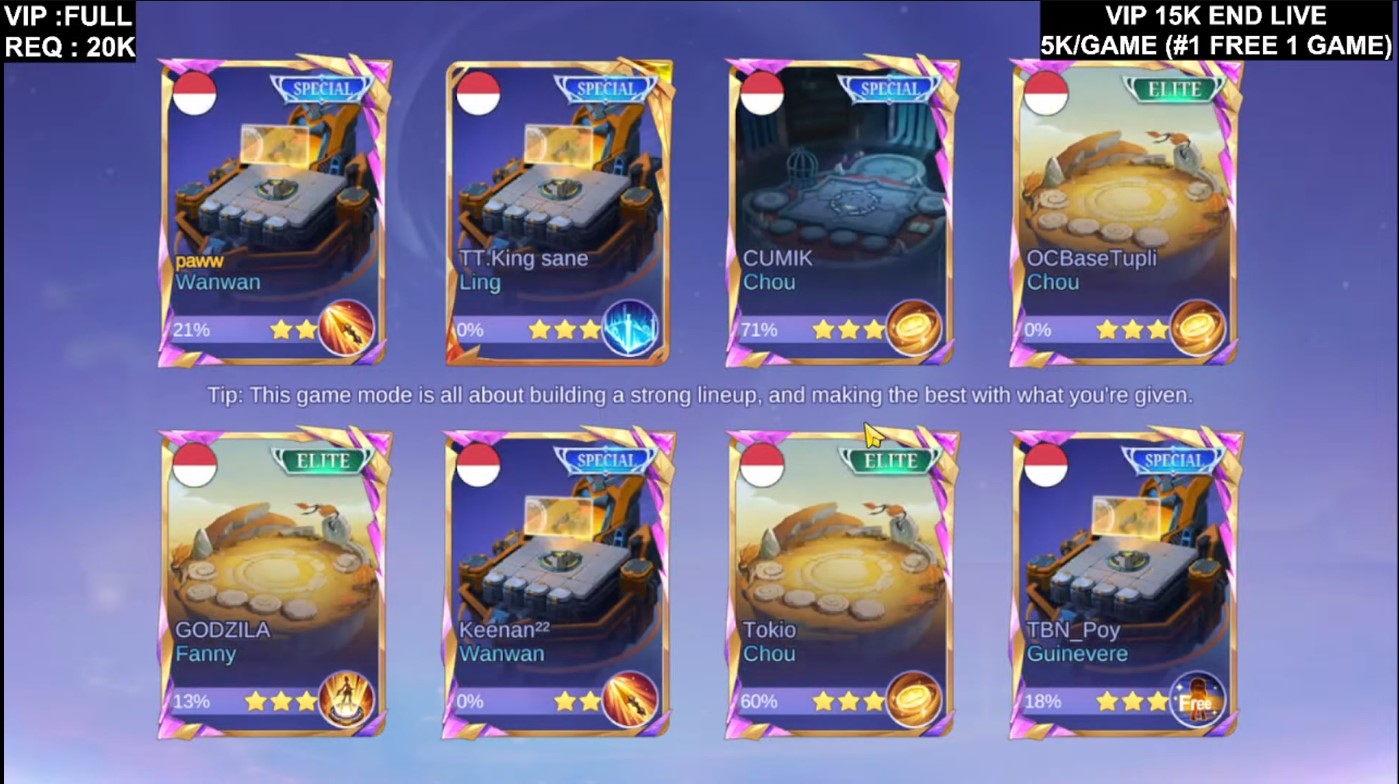 VIP :FULL
REQ : 20K
VIP 15K END LIVE
5K/GAME (#1 FREE 1 GAME)
SPECIAL
SPECIAL
SPECIAL
ELITE
paww
TT.King sane
CUMIK
OCBaseTupli
Wanwan
Ling
Chou
Chou
21%
0%
71%
0%
Tip: This game mode is all about building a strong lineup, and making the best with what you're given.
ELITE
SPECIAL
ELITE
SPECIAL
GODZILA
Keenan²²
Tokio
TBN_Poy
Fanny
Wanwan
Chou
Guinevere
13%
0%
60%
18%
Free